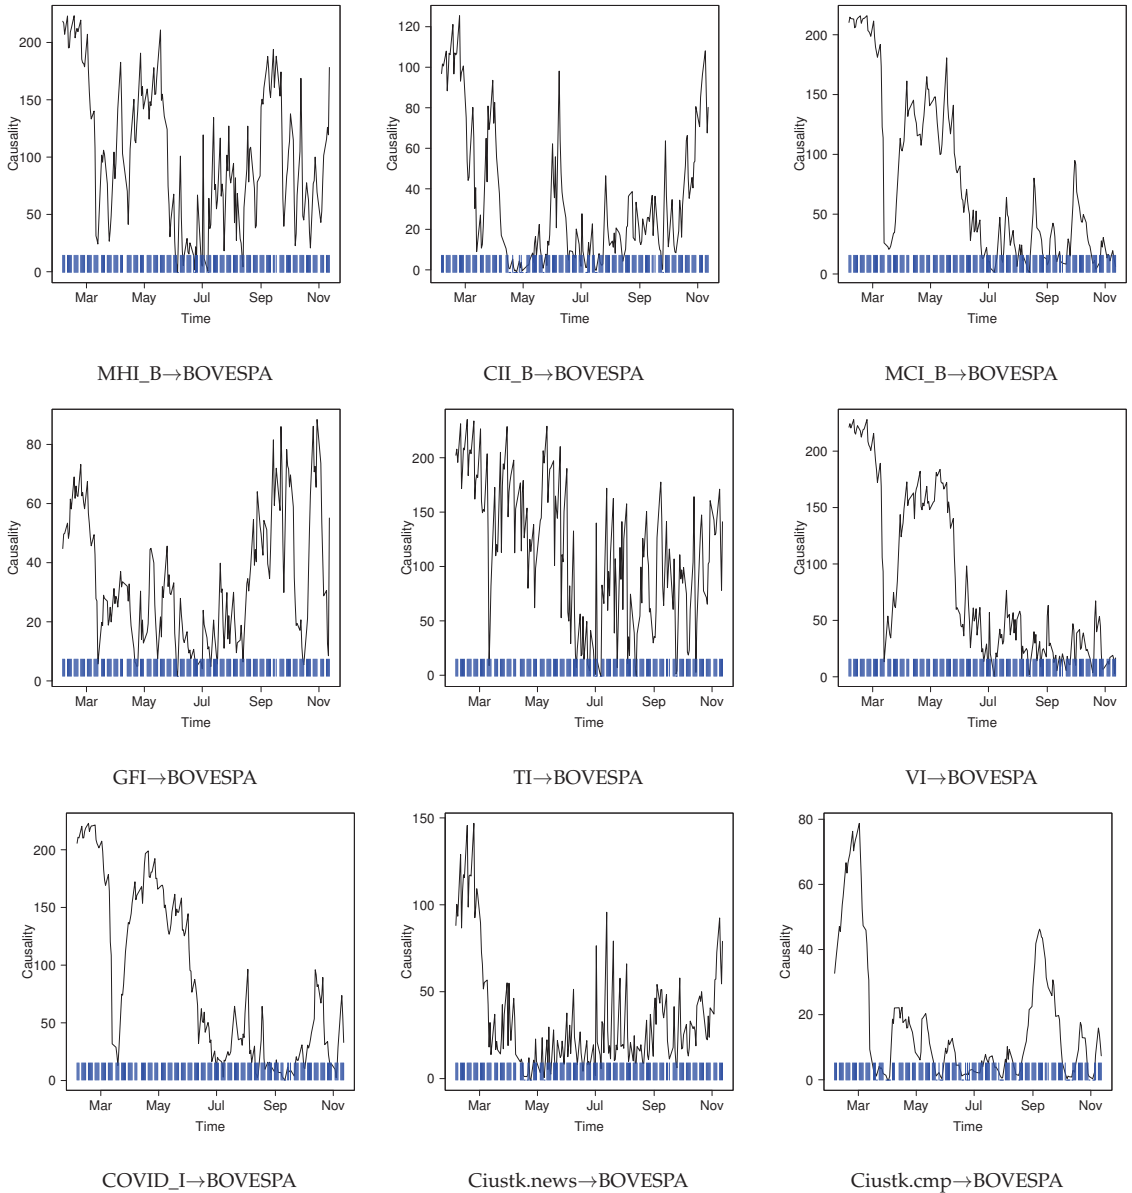 Causality
200
150
100
50
0
Mar May Jul Sep Nov
Time
MHI_B→BOVESPA
Causality
120
100
80
60
40
20
0
Mar May Jul Sep Nov
Time
CII_B→BOVESPA
Causality
200
150
100
50
0
Mar May Jul Sep Nov
Time
MCI_B→BOVESPA
Causality
80
60
40
20
0
Mar May Jul Sep Nov
Time
GFI→BOVESPA
Causality
200
150
100
50
0
Mar May Jul Sep Nov
Time
TI→BOVESPA
Causality
200
150
100
50
0
Mar May Jul Sep Nov
Time
VI→BOVESPA
Causality
200
150
100
50
0
Mar May Jul Sep Nov
Time
COVID_I→BOVESPA
Causality
150
100
50
0
Mar May Jul Sep Nov
Time
Ciustk.news→BOVESPA
Causality
80
60
40
20
0
Mar May Jul Sep Nov
Time
Ciustk.cmp→BOVESPA